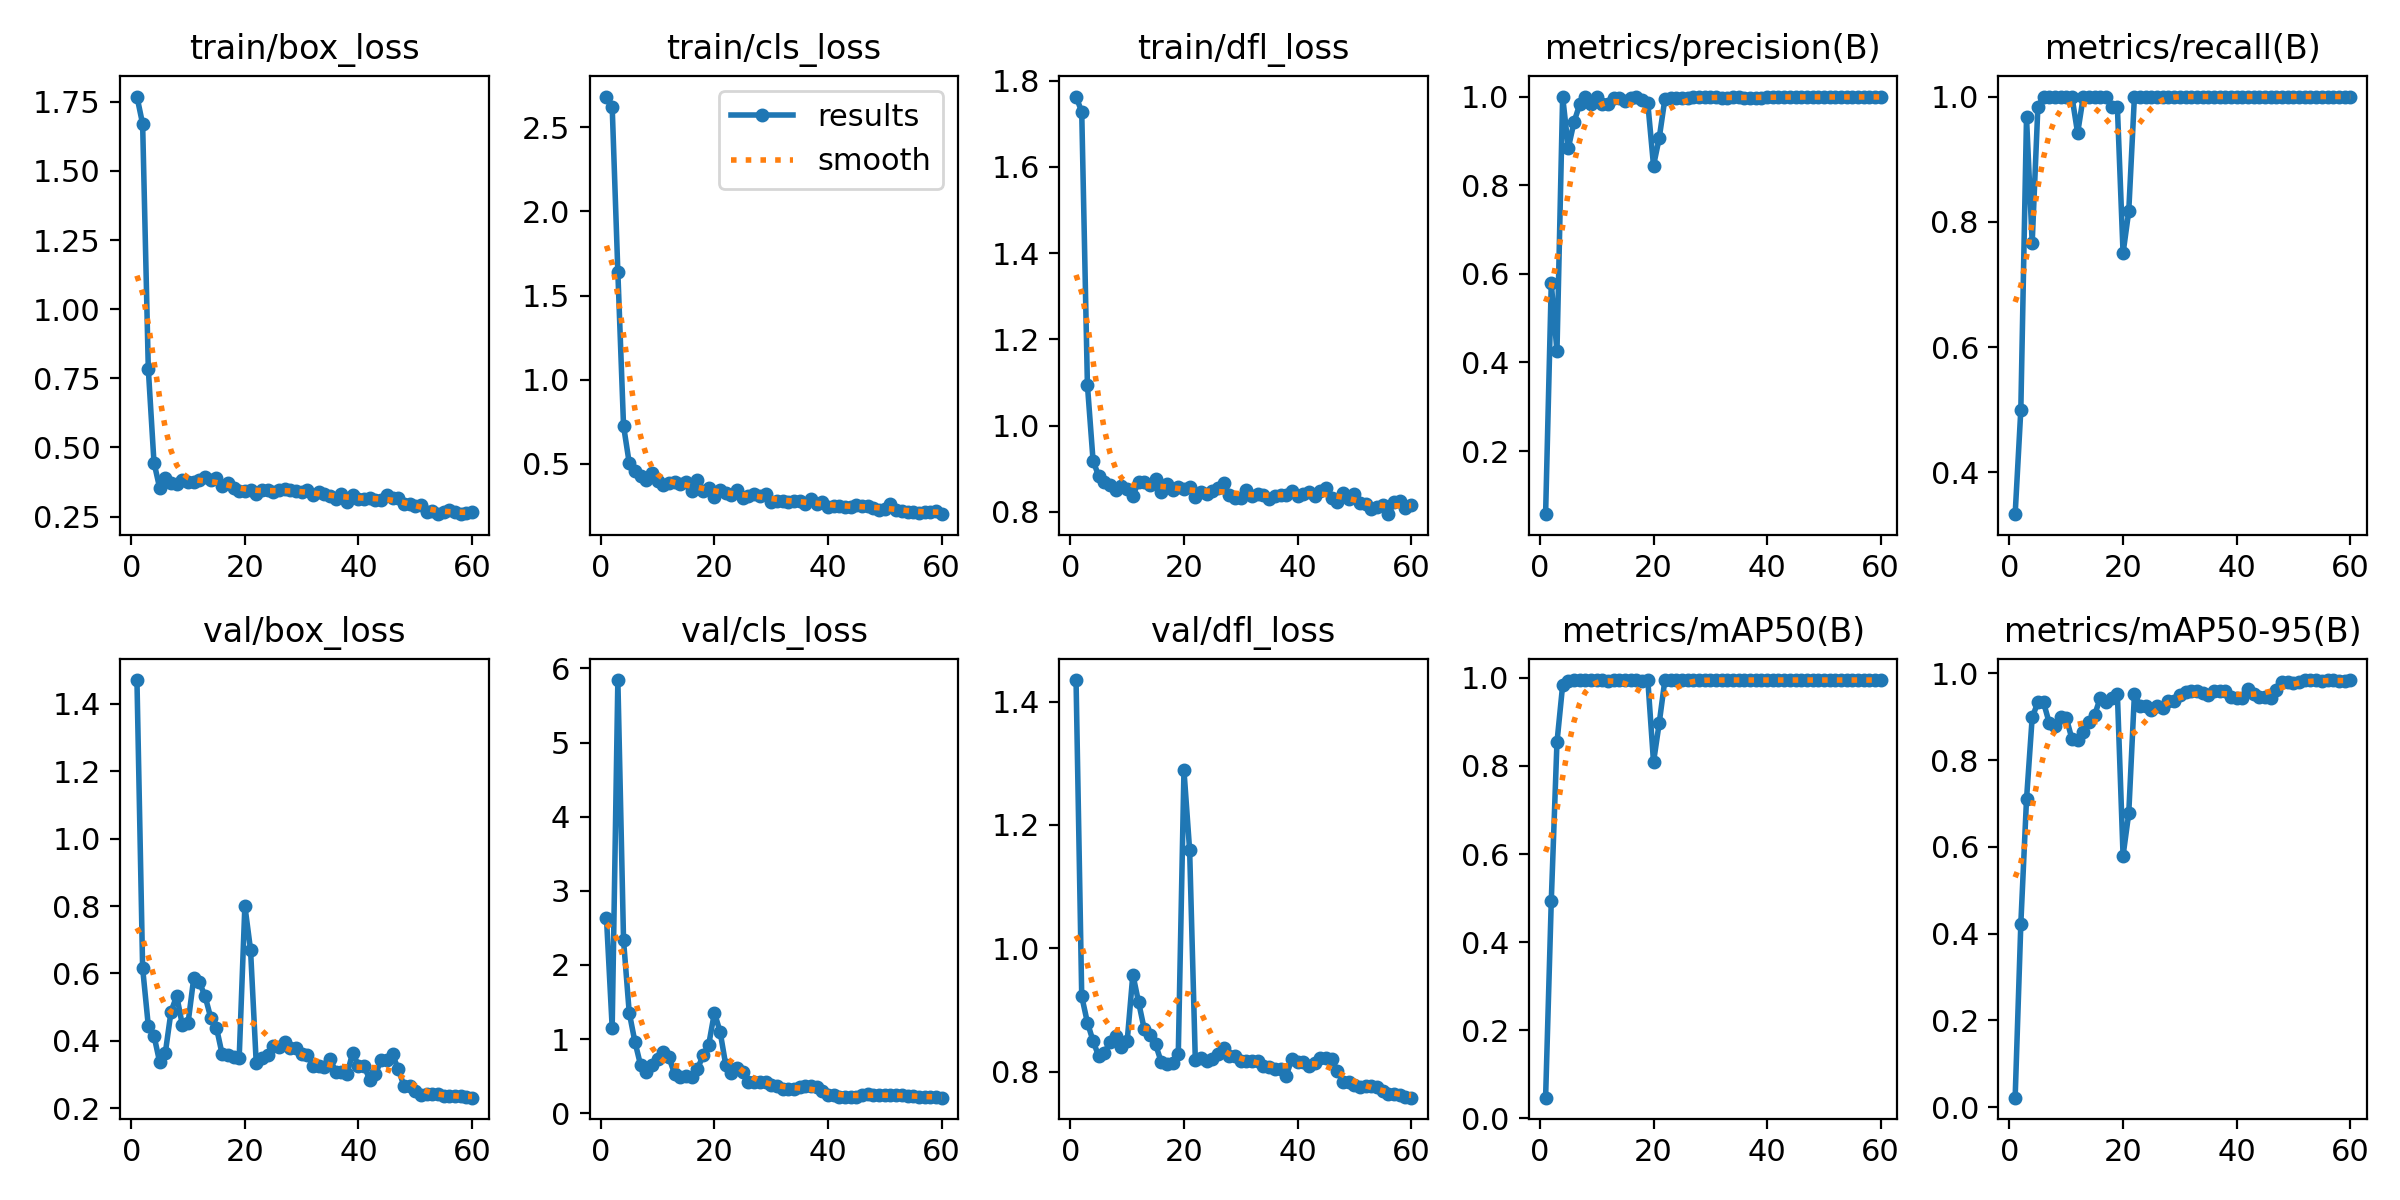 train/box_loss
1.75
1.50
1.25
1.00
0.75
0.50
0.25
0 20 40 60
train/cls_loss
results
smooth
2.5
2.0
1.5
1.0
0.5
0 20 40 60
train/dfl_loss
1.8
1.6
1.4
1.2
1.0
0.8
0 20 40 60
metrics/precision(B)
1.0
0.8
0.6
0.4
0.2
0 20 40 60
metrics/recall(B)
1.0
0.8
0.6
0.4
0 20 40 60
val/box_loss
1.4
1.2
1.0
0.8
0.6
0.4
0.2
0 20 40 60
val/cls_loss
6
5
4
3
2
1
0
0 20 40 60
val/dfl_loss
1.4
1.2
1.0
0.8
0 20 40 60
metrics/mAP50(B)
1.0
0.8
0.6
0.4
0.2
0.0
0 20 40 60
metrics/mAP50-95(B)
1.0
0.8
0.6
0.4
0.2
0.0
0 20 40 60